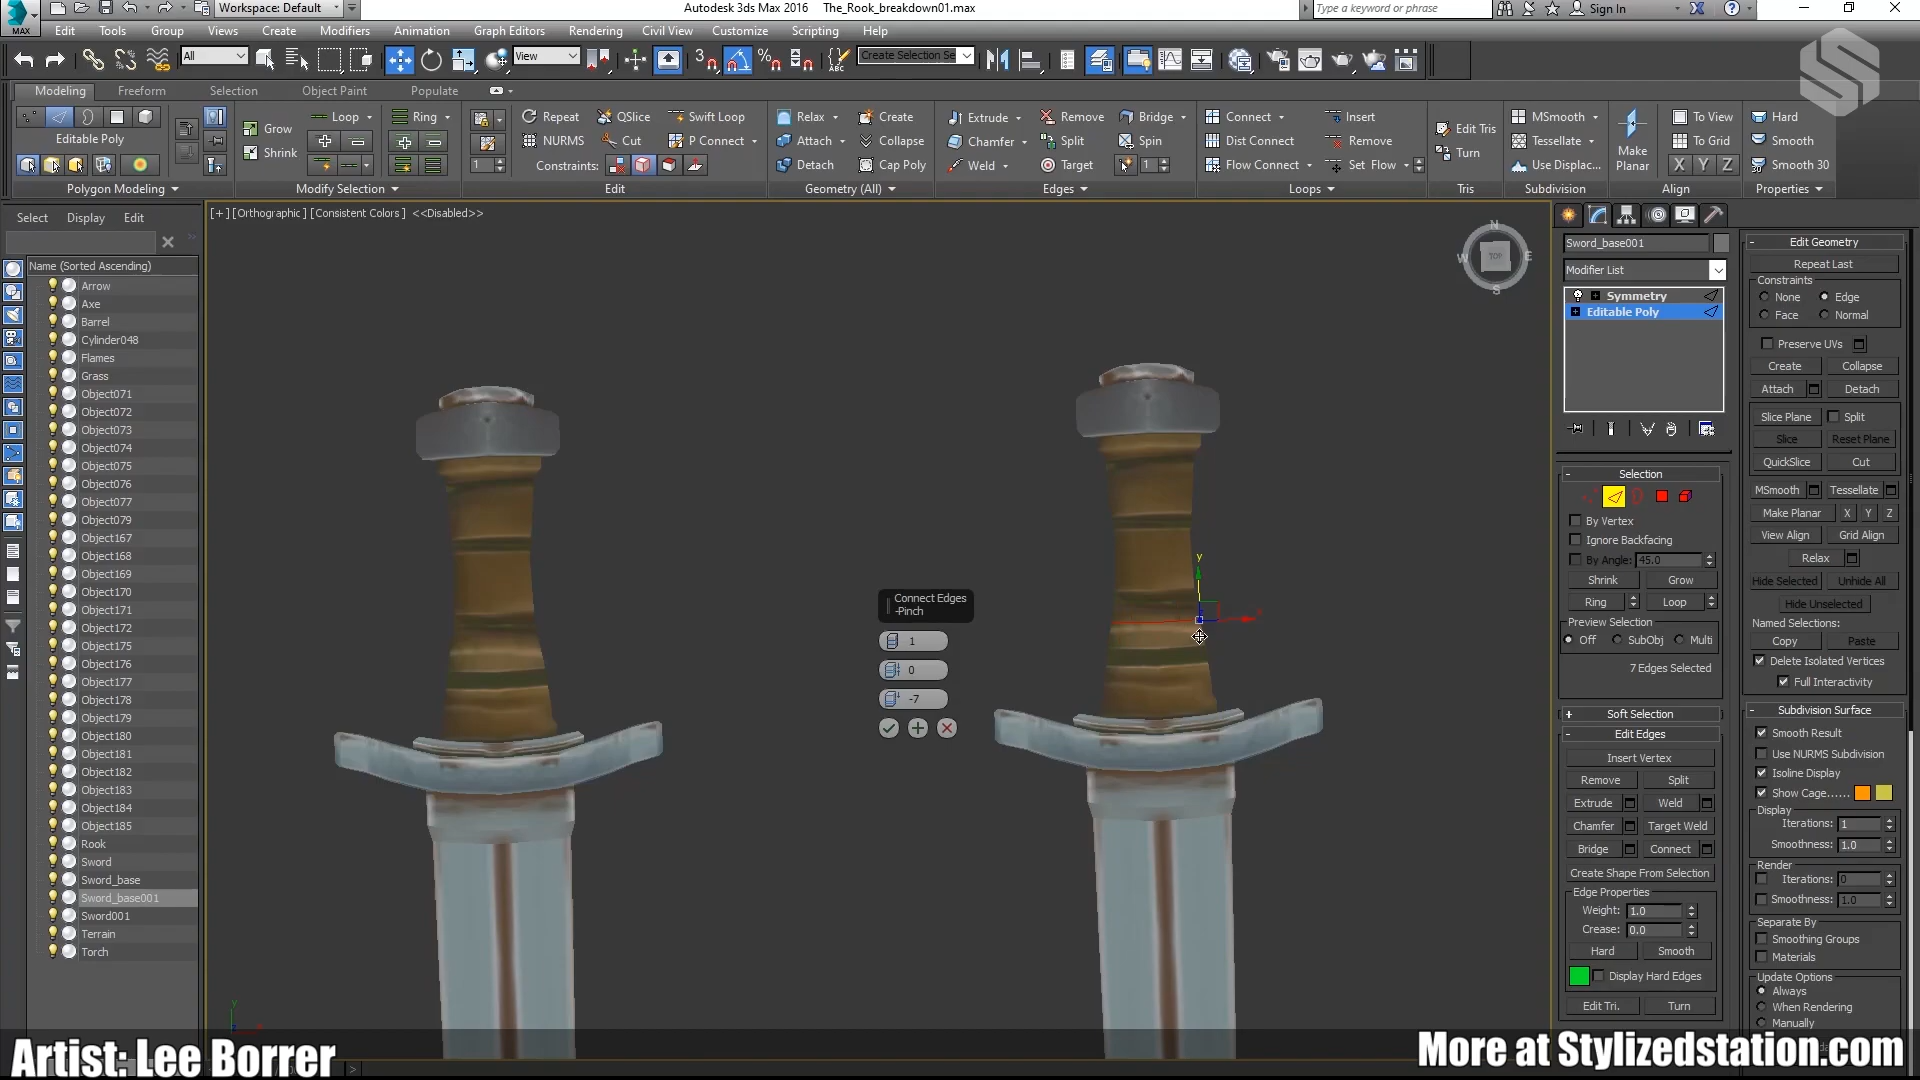 Workspace: Default
Autodesk 3ds Max 2016 The_Rook_breakdown01.max
Type a keyword or phrase
Sign In
MAX
Edit Tools Group Views Create Modifiers Animation Graph Editors Rendering Civil View Customize Scripting Help
All
View
Create Selection Se
Modeling Freeform Selection Object Paint Populate
Loop Ring Repeat QSlice Swift Loop Relax Create Extrude Remove Bridge Connect Insert MSmooth To View Hard
Grow
Edit Tris
Editable Poly
NURMS Cut P Connect Attach Collapse Chamfer Split Spin Dist Connect Remove Tessellate Make Planar To Grid Smooth
Shrink
Turn
1
Constraints: Detach Cap Poly Weld Target 1 Flow Connect Set Flow Use Displac... X Y Z Smooth 30
Polygon Modeling Modify Selection Edit Geometry (All) Edges Loops Tris Subdivision Align Properties
Select Display Edit
[+] [Orthographic] [Consistent Colors] <<Disabled>>
Name (Sorted Ascending)
Arrow
Axe
Barrel
Cylinder048
Flames
Grass
Object071
Object072
Object073
Object074
Object075
Object076
Object077
Object079
Object167
Object168
Object169
Object170
Object171
Object172
Object175
Object176
Object177
Object178
Object179
Object180
Object181
Object182
Object183
Object184
Object185
Rook
Sword
Sword_base
Sword_base001
Sword001
Terrain
Torch
N
W TOP E
S
Connect Edges
-Pinch
1
0
-7
y
y
Sword_base001
Modifier List
Symmetry
Editable Poly
Selection
By Vertex
Ignore Backfacing
By Angle: 45.0
Shrink Grow
Ring Loop
Preview Selection
Off SubObj Multi
7 Edges Selected
Soft Selection
Edit Edges
Insert Vertex
Remove Split
Extrude Weld
Chamfer Target Weld
Bridge Connect
Create Shape From Selection
Edge Properties
Weight: 1.0
Crease: 0.0
Hard Smooth
Display Hard Edges
Edit Tri. Turn
Edit Geometry
Repeat Last
Constraints
None Edge
Face Normal
Preserve UVs
Create Collapse
Attach Detach
Slice Plane Split
Slice Reset Plane
QuickSlice Cut
MSmooth Tessellate
Make Planar X Y Z
View Align Grid Align
Relax
Hide Selected Unhide All
Hide Unselected
Named Selections:
Copy Paste
Delete Isolated Vertices
Full Interactivity
Subdivision Surface
Smooth Result
Use NURMS Subdivision
Isoline Display
Show Cage......
Display
Iterations: 1
Smoothness: 1.0
Render
Iterations: 0
Smoothness: 1.0
Separate By
Smoothing Groups
Materials
Update Options
Always
When Rendering
Manually
Artist: Lee Borrer
More at Stylizedstation.com